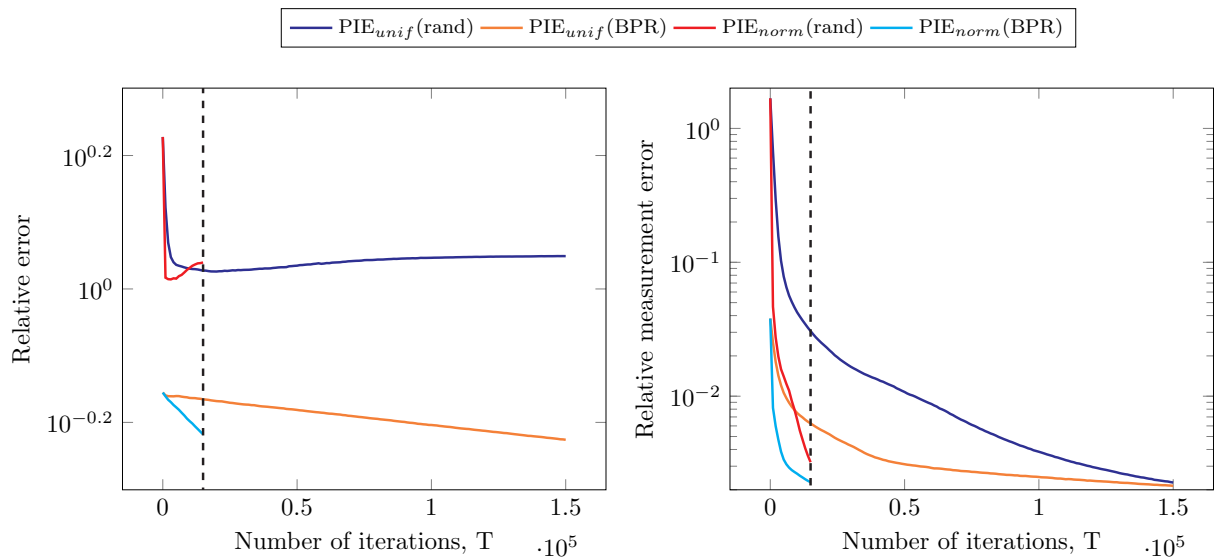 PIE_unif(rand) PIE_unif(BPR) PIE_norm(rand) PIE_norm(BPR)
Relative error
10^0.2
10^0
10^−0.2
0 0.5 1 1.5
·10^5
Number of iterations, T
Relative measurement error
10^0
10^−1
10^−2
0 0.5 1 1.5
·10^5
Number of iterations, T